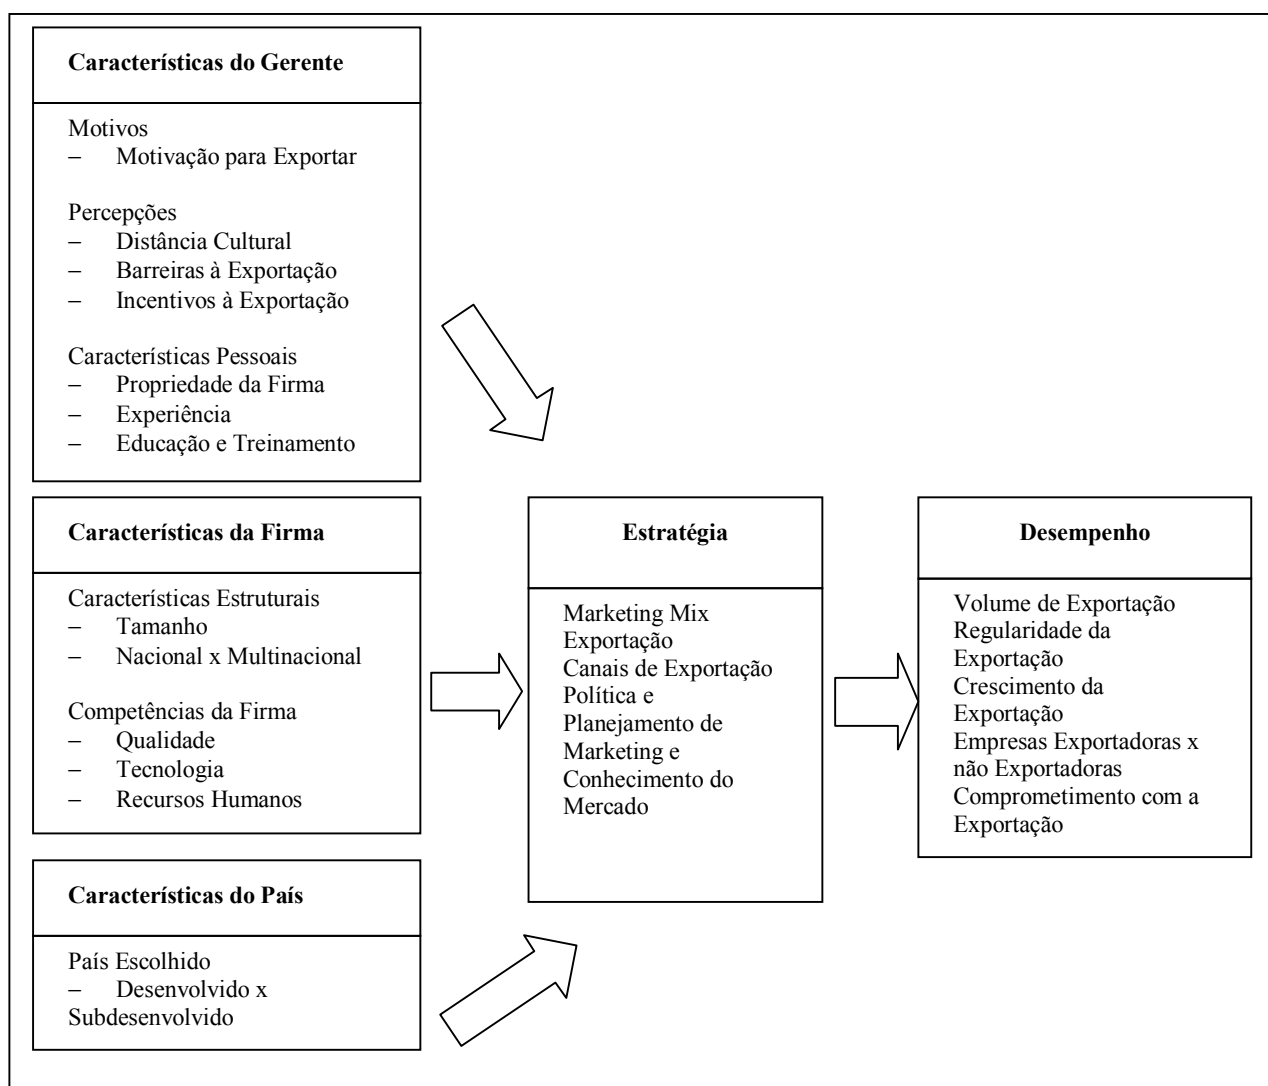 Características do Gerente
Motivos
– Motivação para Exportar
Percepções
– Distância Cultural
– Barreiras à Exportação
– Incentivos à Exportação
Características Pessoais
– Propriedade da Firma
– Experiência
– Educação e Treinamento
Características da Firma
Características Estruturais
– Tamanho
– Nacional x Multinacional
Competências da Firma
– Qualidade
– Tecnologia
– Recursos Humanos
Características do País
País Escolhido
– Desenvolvido x
Subdesenvolvido
Estratégia
Marketing Mix
Exportação
Canais de Exportação
Política e
Planejamento de
Marketing e
Conhecimento do
Mercado
Desempenho
Volume de Exportação
Regularidade da
Exportação
Crescimento da
Exportação
Empresas Exportadoras x
não Exportadoras
Comprometimento com a
Exportação